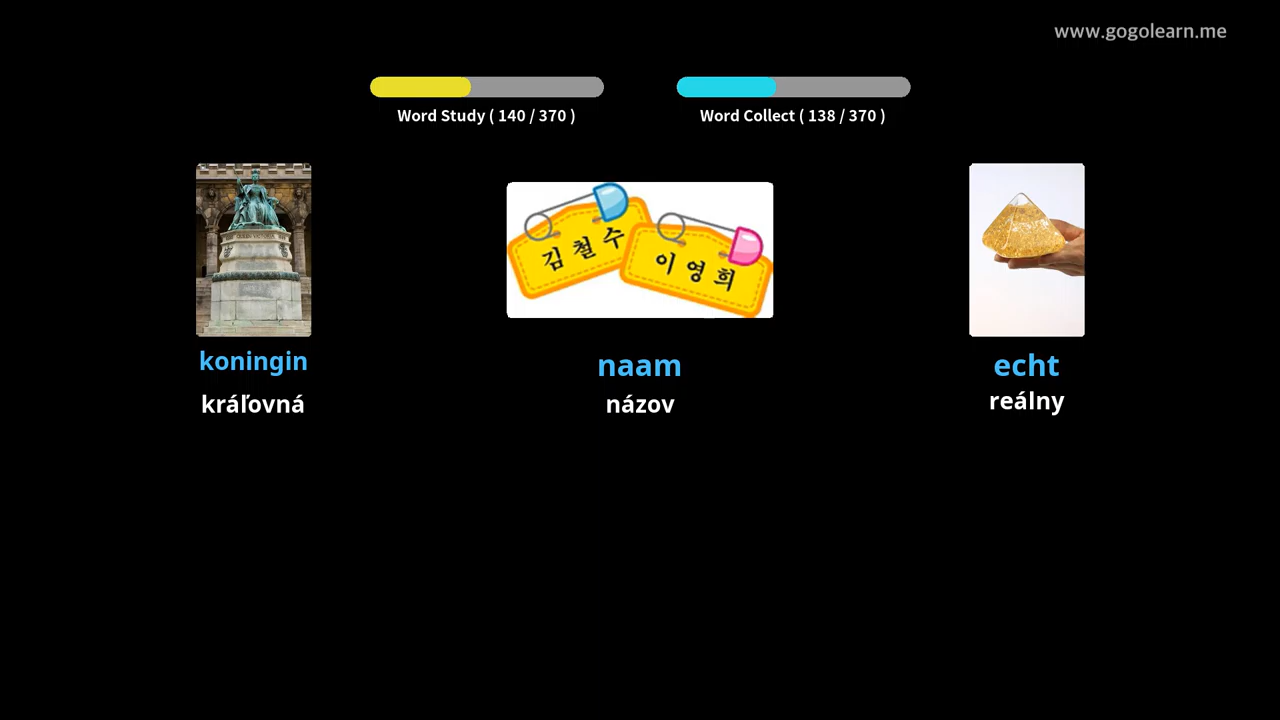 www.gogolearn.me
Word Study ( 140 / 370 )
Word Collect ( 138 / 370 )
김철수
이영희
koningin
naam
echt
kráľovná
názov
reálny